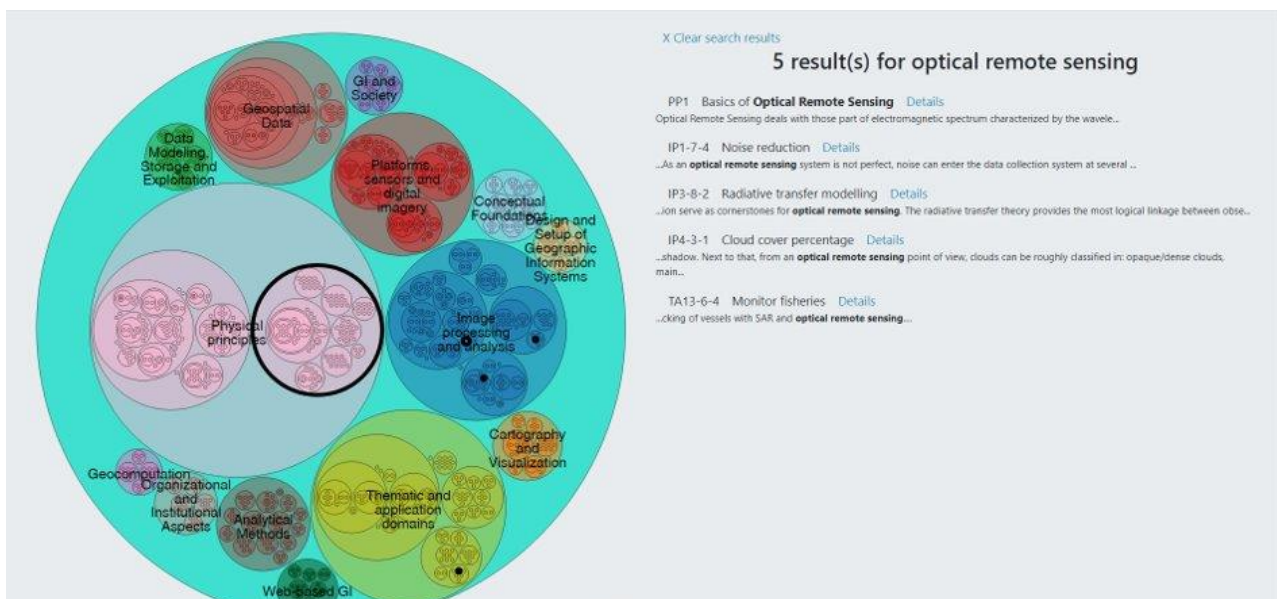 Geospatial
Data
GI and
Society
Data
Modeling,
Storage and
Exploitation
Platforms,
sensors and
digital
imagery
Conceptual
Foundations
Design and
Setup of
Geographic
Information
Systems
Physical
principles
Image
processing
and analysis
Cartography
and
Visualization
Geocomputation
Organizational
and
Institutional
Aspects
Analytical
Methods
Thematic and
application
domains
Web-based GI
X Clear search results
5 result(s) for optical remote sensing
PP1 Basics of Optical Remote Sensing Details
Optical Remote Sensing deals with those part of electromagnetic spectrum characterized by the wavele...
IP1-7-4 Noise reduction Details
...As an optical remote sensing system is not perfect, noise can enter the data collection system at several ...
IP3-8-2 Radiative transfer modelling Details
...ion serve as cornerstones for optical remote sensing. The radiative transfer theory provides the most logical linkage between obse...
IP4-3-1 Cloud cover percentage Details
...shadow. Next to that, from an optical remote sensing point of view, clouds can be roughly classified in: opaque/dense clouds,
main...
TA13-6-4 Monitor fisheries Details
...cking of vessels with SAR and optical remote sensing...